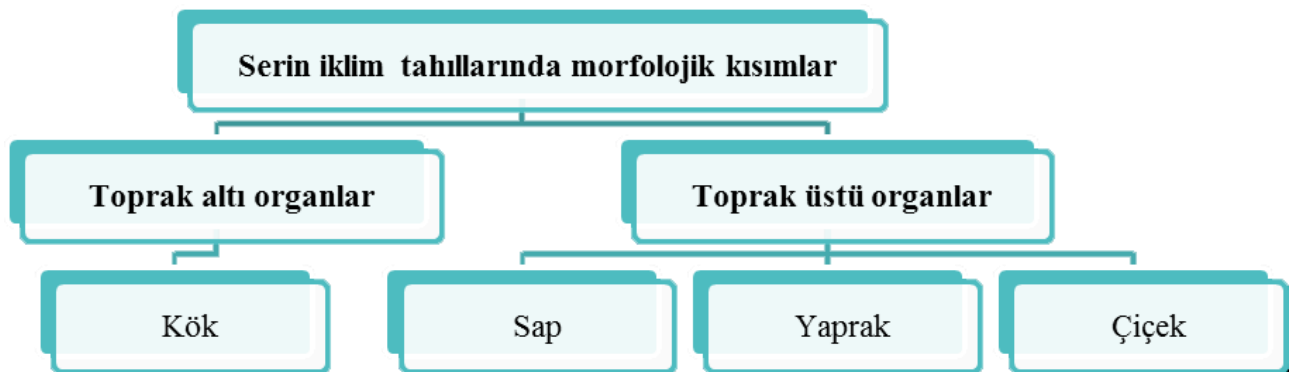 Serin iklim tahıllarında morfolojik kısımlar
Toprak altı organlar
Toprak üstü organlar
Kök
Sap
Yaprak
Çiçek